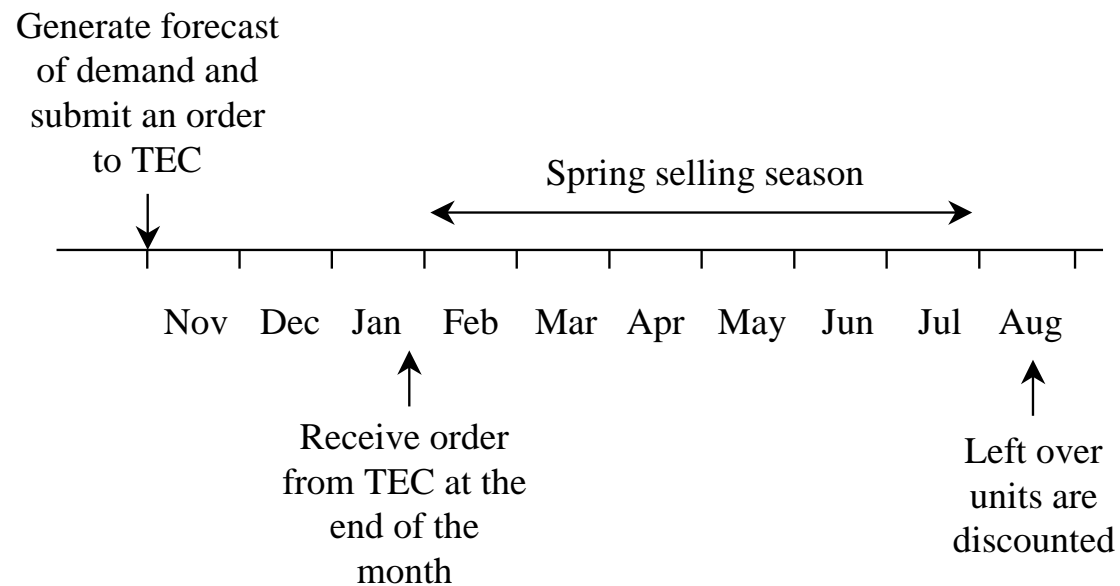 Generate forecast
of demand and
submit an order
to TEC
Spring selling season
Nov Dec Jan Feb Mar Apr May Jun Jul Aug
Receive order
from TEC at the
end of the
month
Left over
units are
discounted